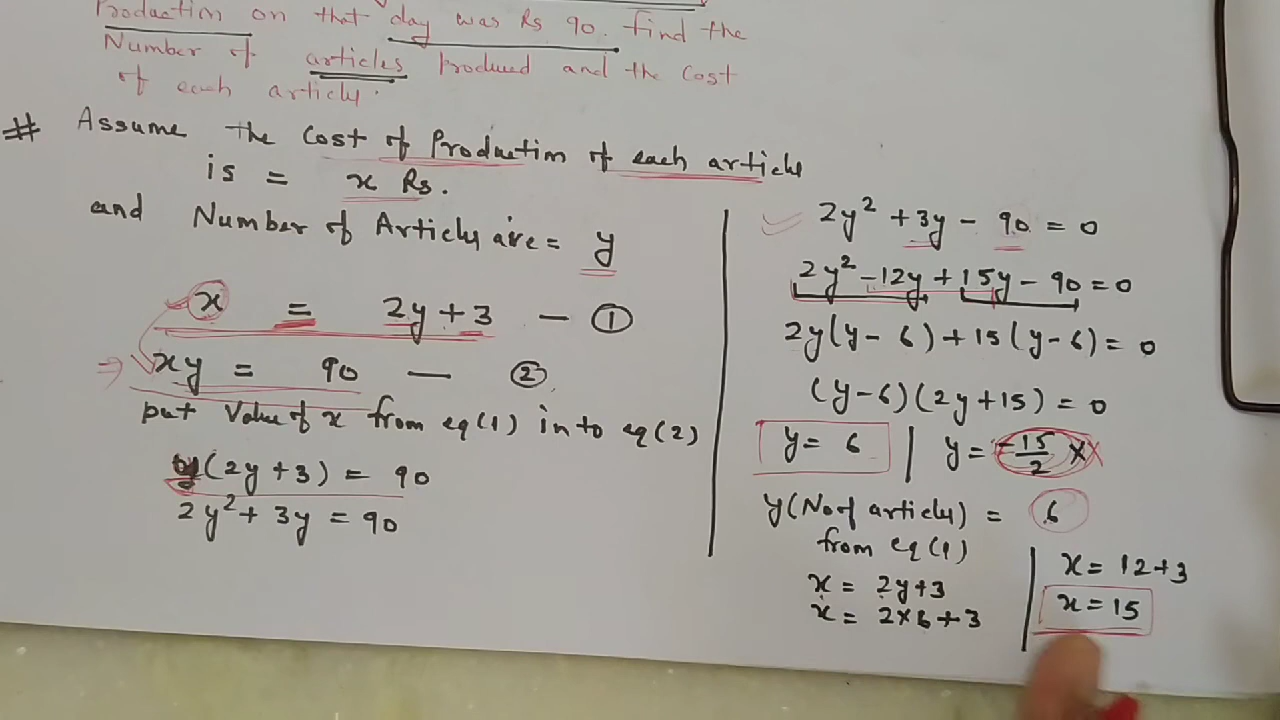 Production on that day was Rs 90. find the
Number of articles produced and the cost
of each article.
# Assume the cost of Production of each article
is = x Rs.
and Number of Articles are = y
x = 2y + 3 — ①
⇒ xy = 90 — ②
put Value of x from eq(1) in to eq(2)
y(2y + 3) = 90
2y² + 3y = 90
2y² + 3y - 90 = 0
2y² - 12y + 15y - 90 = 0
2y(y - 6) + 15(y - 6) = 0
(y - 6)(2y + 15) = 0
y = 6 | y = -15/2 ××
y (No of articles) = 6
from eq(1)
x = 2y+3
x = 2×6+3
x = 12+3
x = 15